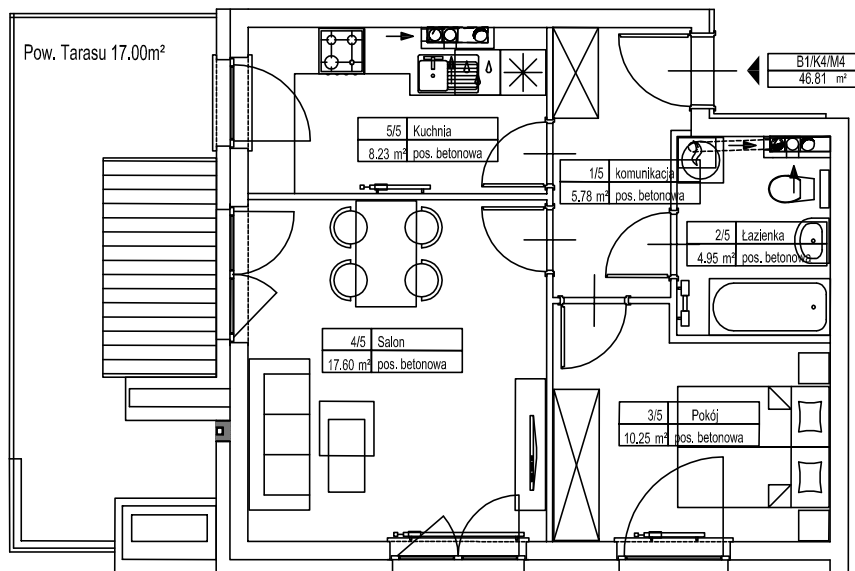 Pow. Tarasu 17.00m²
B1/K4/M4
46.81 m²
5/5 Kuchnia
8.23 m² pos. betonowa
1/5 komunikacja
5.78 m² pos. betonowa
2/5 Łazienka
4.95 m² pos. betonowa
4/5 Salon
17.60 m² pos. betonowa
3/5 Pokój
10.25 m² pos. betonowa